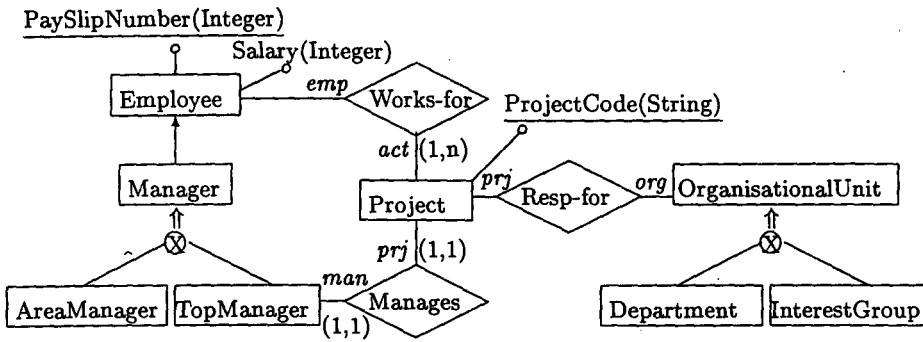 PaySlipNumber(Integer)
Salary(Integer)
Employee
emp
Works-for
ProjectCode(String)
act
(1,n)
Manager
Project
prj
Resp-for
org
OrganisationalUnit
X
X
prj
(1,1)
man
AreaManager
TopManager
(1,1)
Manages
Department
InterestGroup